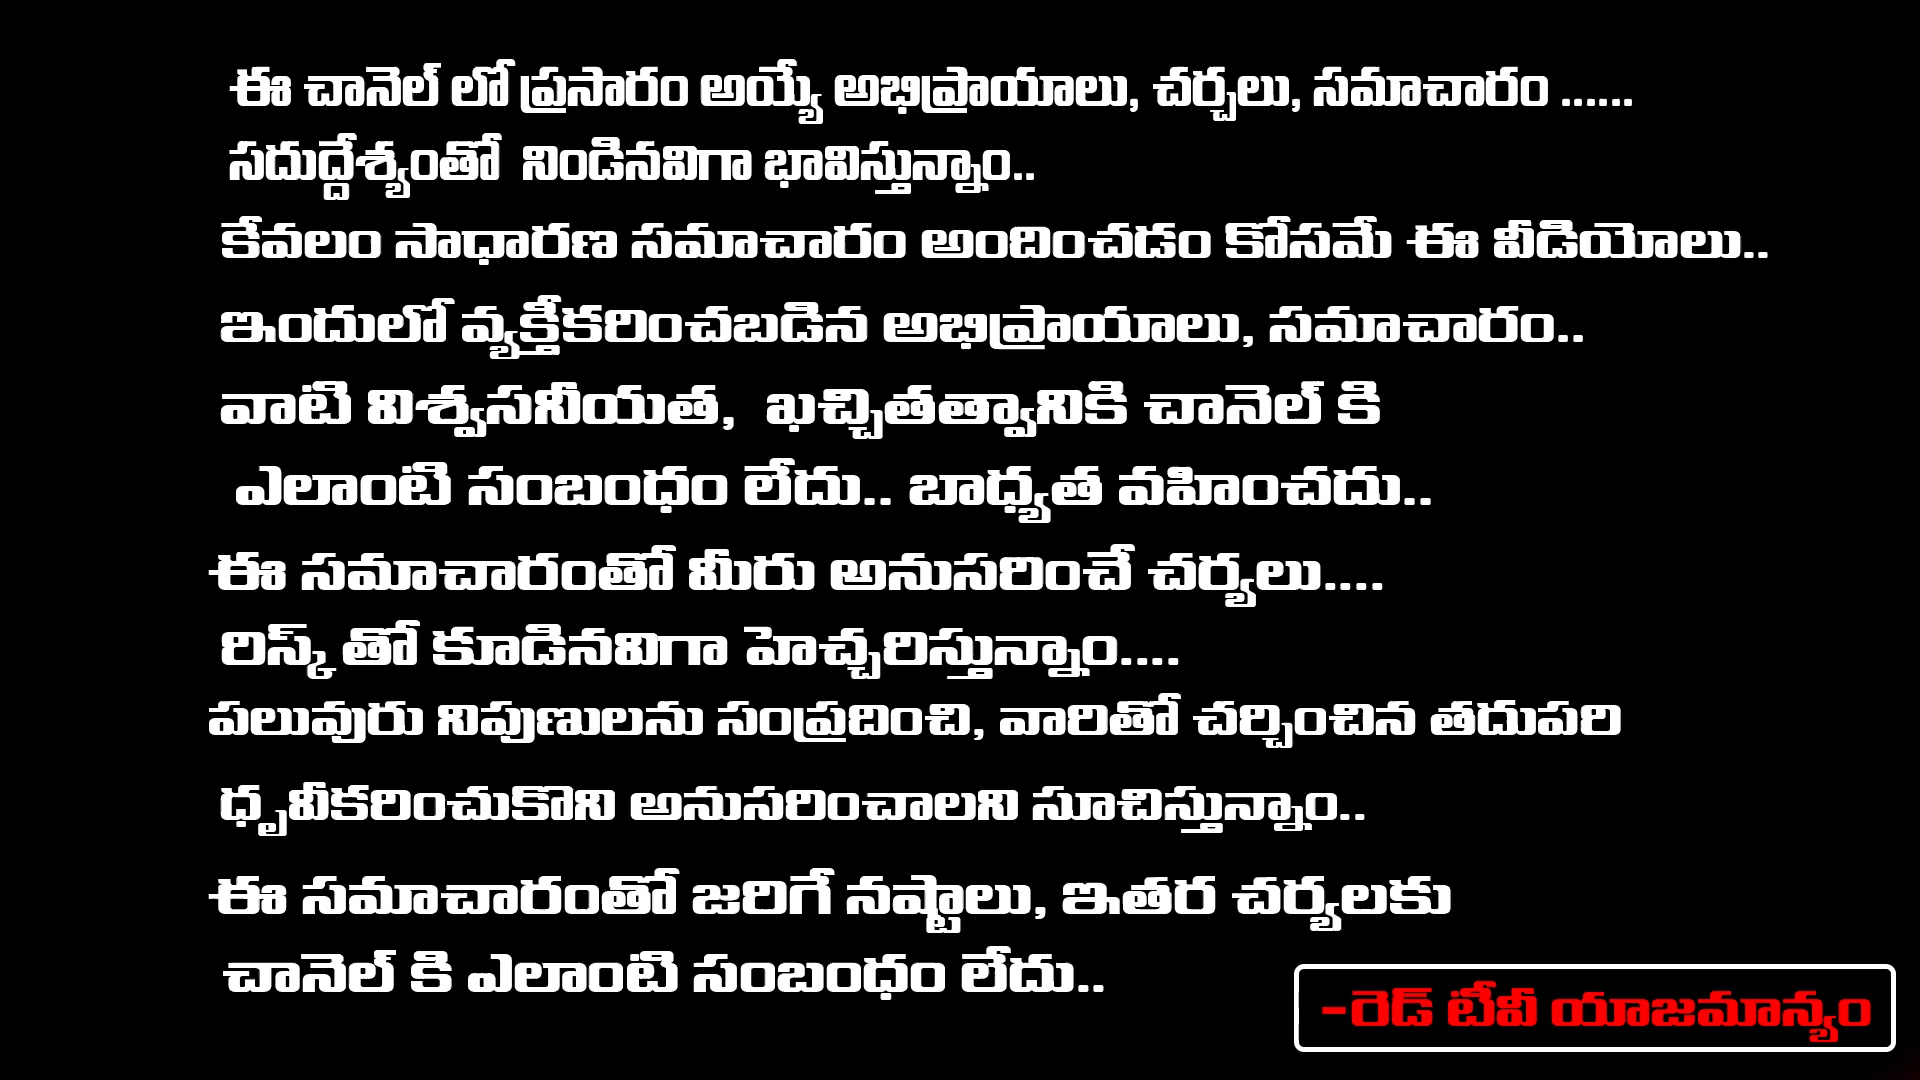 ఈ చానెల్ లో ప్రసారం అయ్యే అభిప్రాయాలు, చర్చలు, సమాచారం ......
సదుద్దేశ్యంతో నిండినవిగా భావిస్తున్నాం..
కేవలం సాధారణ సమాచారం అందించడం కోసమే ఈ వీడియోలు..
ఇందులో వ్యక్తీకరించబడిన అభిప్రాయాలు, సమాచారం..
వాటి విశ్వసనీయత, ఖచ్చితత్వానికి చానెల్ కి
ఎలాంటి సంబంధం లేదు.. బాధ్యత వహించదు..
ఈ సమాచారంతో మీరు అనుసరించే చర్యలు....
రిస్క్ తో కూడినవిగా హెచ్చరిస్తున్నాం....
పలువురు నిపుణులను సంప్రదించి, వారితో చర్చించిన తదుపరి
ధృవీకరించుకొని అనుసరించాలని సూచిస్తున్నాం..
ఈ సమాచారంతో జరిగే నష్టాలు, ఇతర చర్యలకు
చానెల్ కి ఎలాంటి సంబంధం లేదు..
-రెడ్ టీవీ యాజమాన్యం